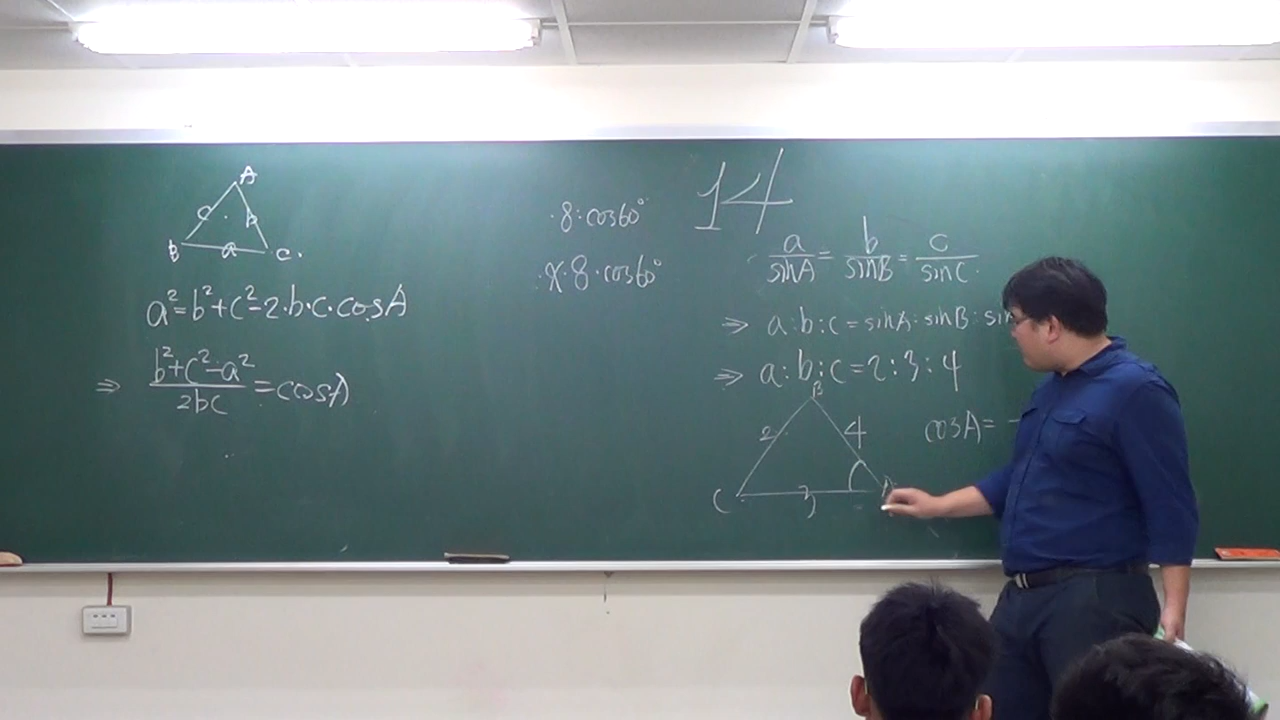 A
c b
B a C
a²=b²+c²-2·b·c·cosA
⇒ b²+c²-a²/2bc = cosA
·8·cos60°
x·8·cos60°
14
a/sinA = b/sinB = c/sinC
⇒ a:b:c=sinA:sinB:sin
⇒ a:b:c=2:3:4
B
2 4
cosA=
C 3